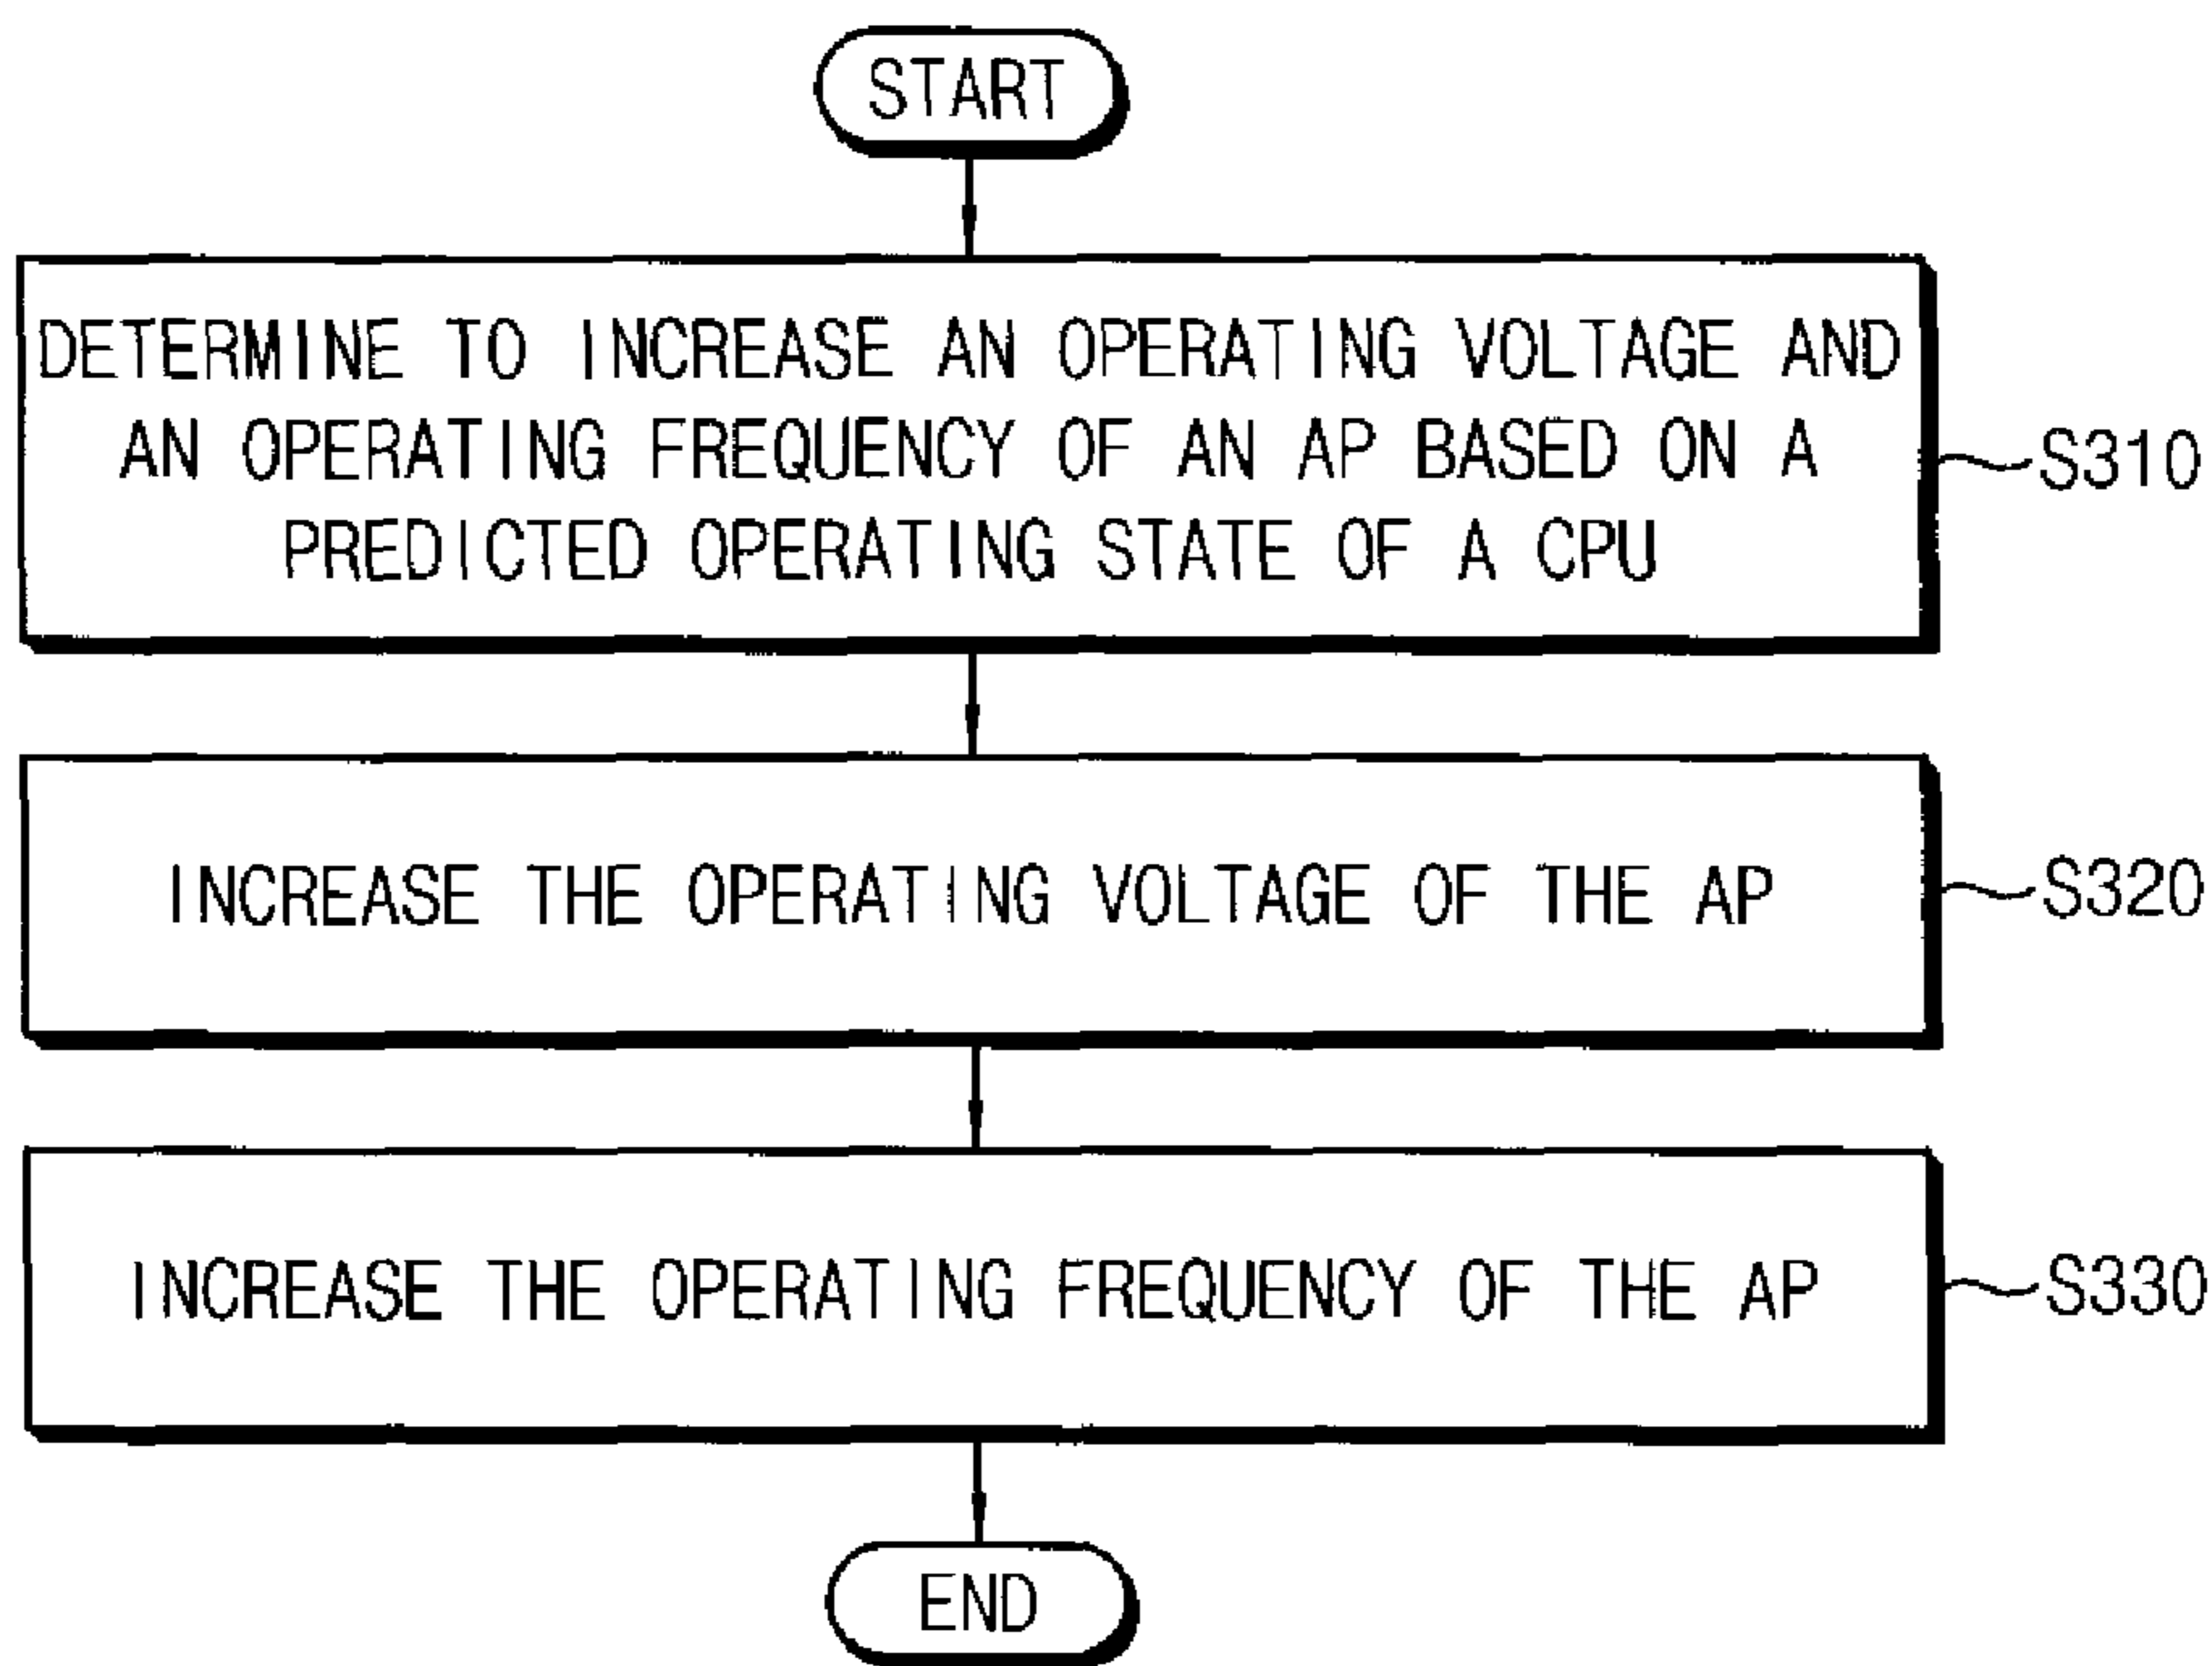 START
DETERMINE TO INCREASE AN OPERATING VOLTAGE AND
AN OPERATING FREQUENCY OF AN AP BASED ON A
PREDICTED OPERATING STATE OF A CPU
S310
INCREASE THE OPERATING VOLTAGE OF THE AP
S320
INCREASE THE OPERATING FREQUENCY OF THE AP
S330
END